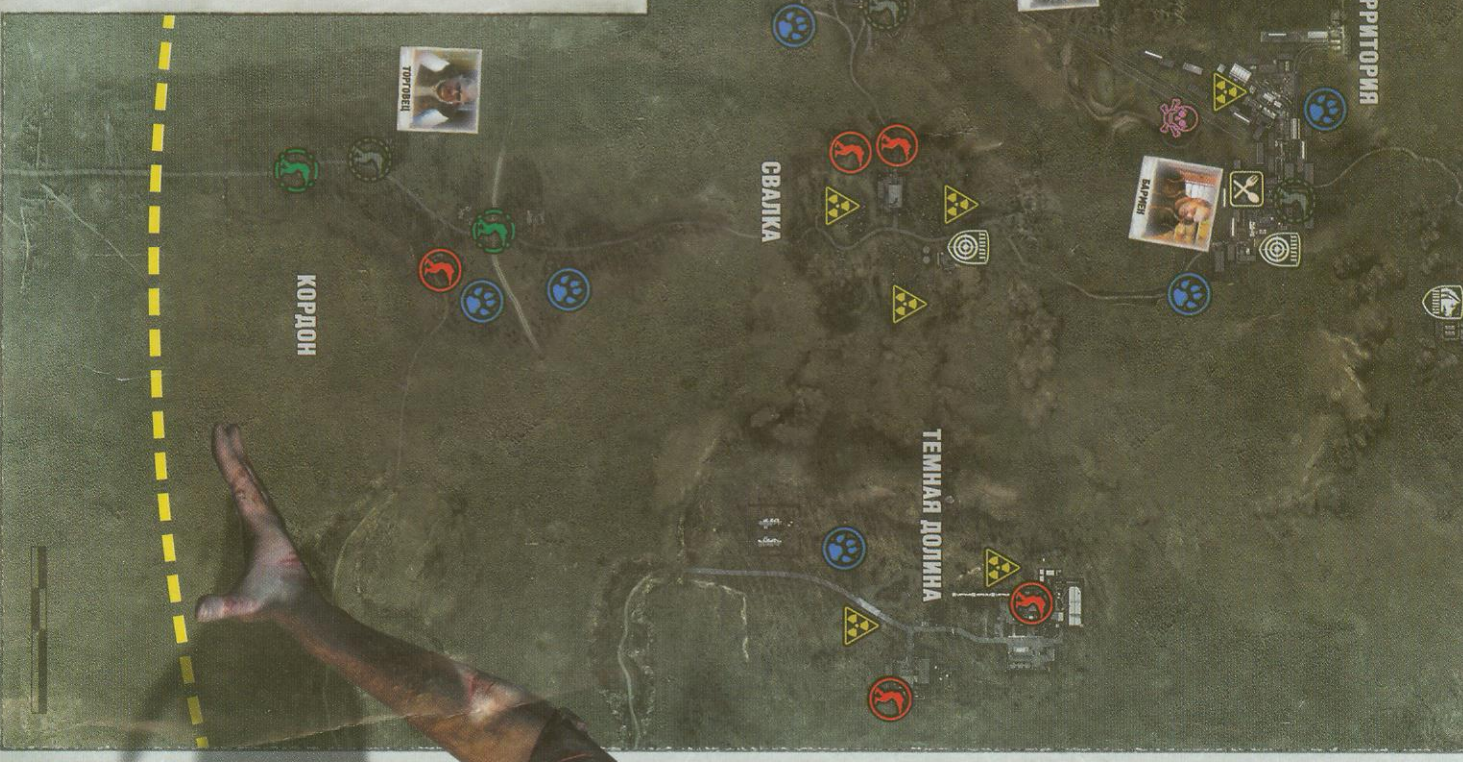 ТОРГОВЕЦ
КОРДОН
СВАЛКА
ТЕМНАЯ ДОЛИНА
БАРМЕН
РРИТОРИЯ